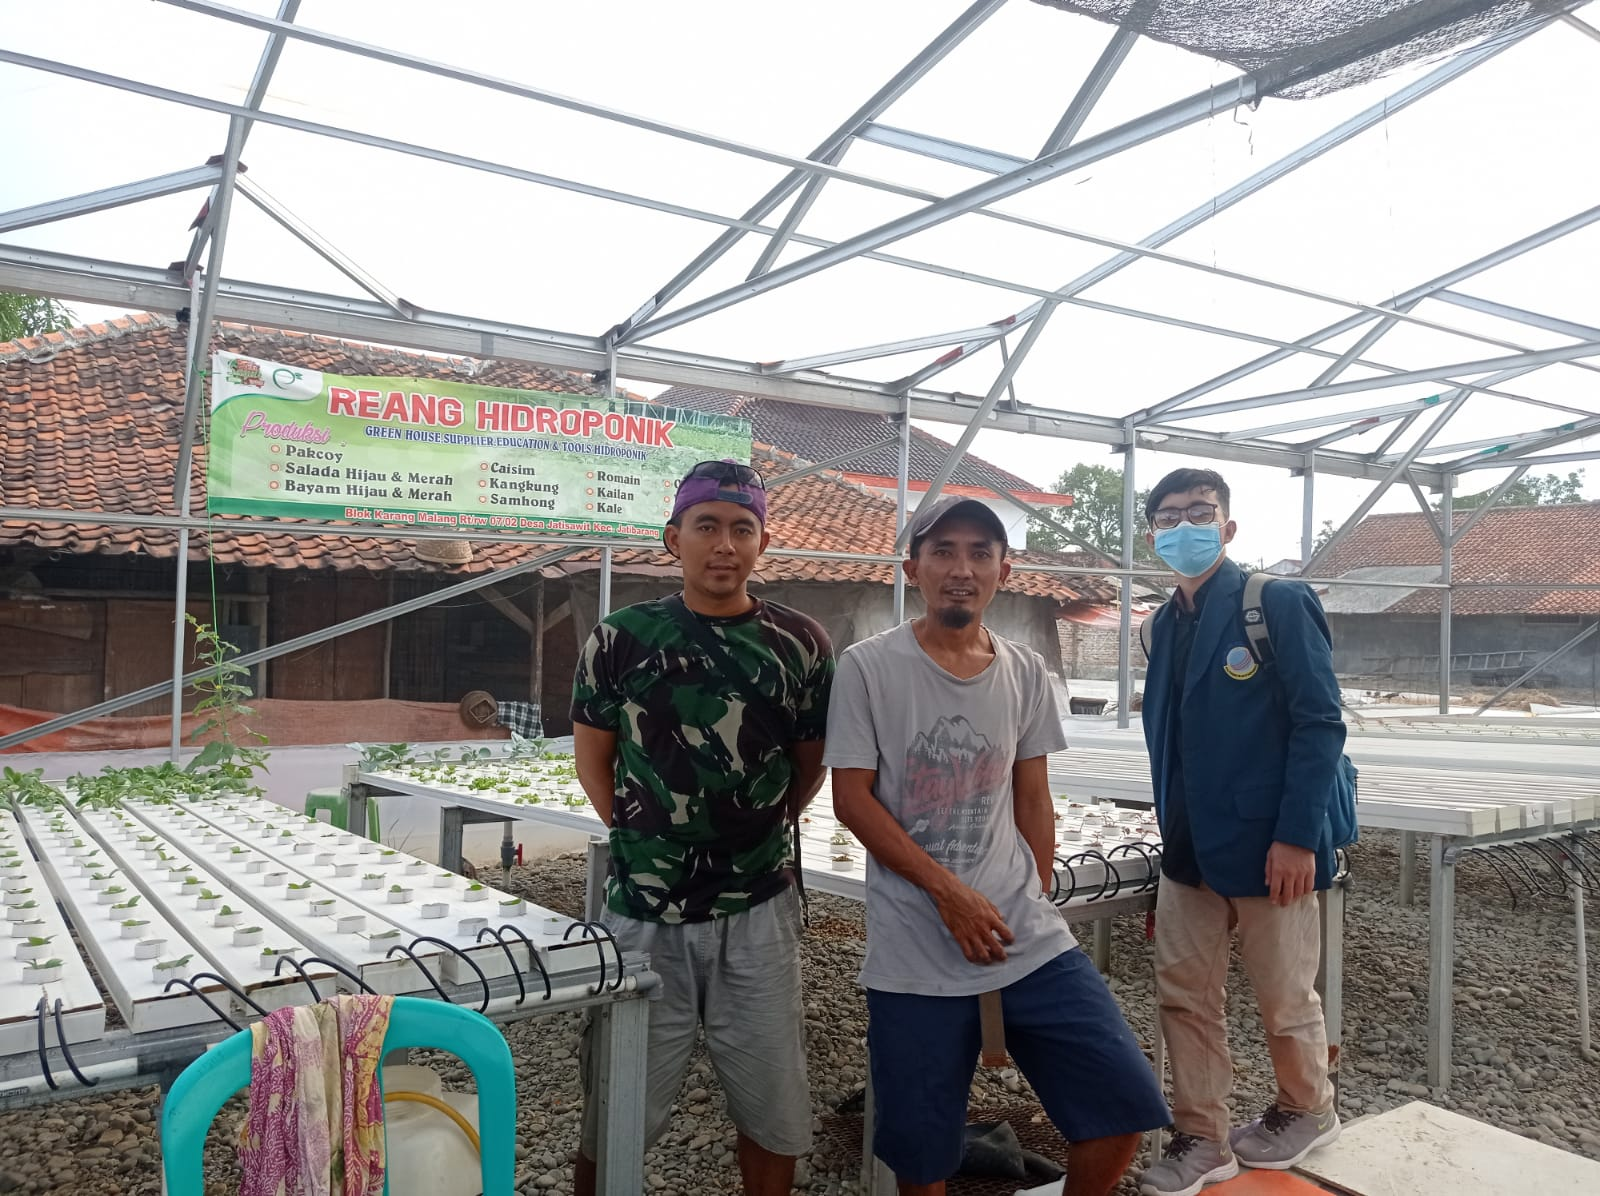 REANG HIDROPONIK
GREEN HOUSE SUPPLIER EDUCATION & TOOLS HIDROPONIK
Produksi :
Pakcoy
Salada Hijau & Merah
Bayam Hijau & Merah
Caisim
Kangkung
Samhong
Romain
Kailan
Kale
Blok Karang Malang Rt/rw 07/02 Desa Jatisawit Kec. Jatibarang